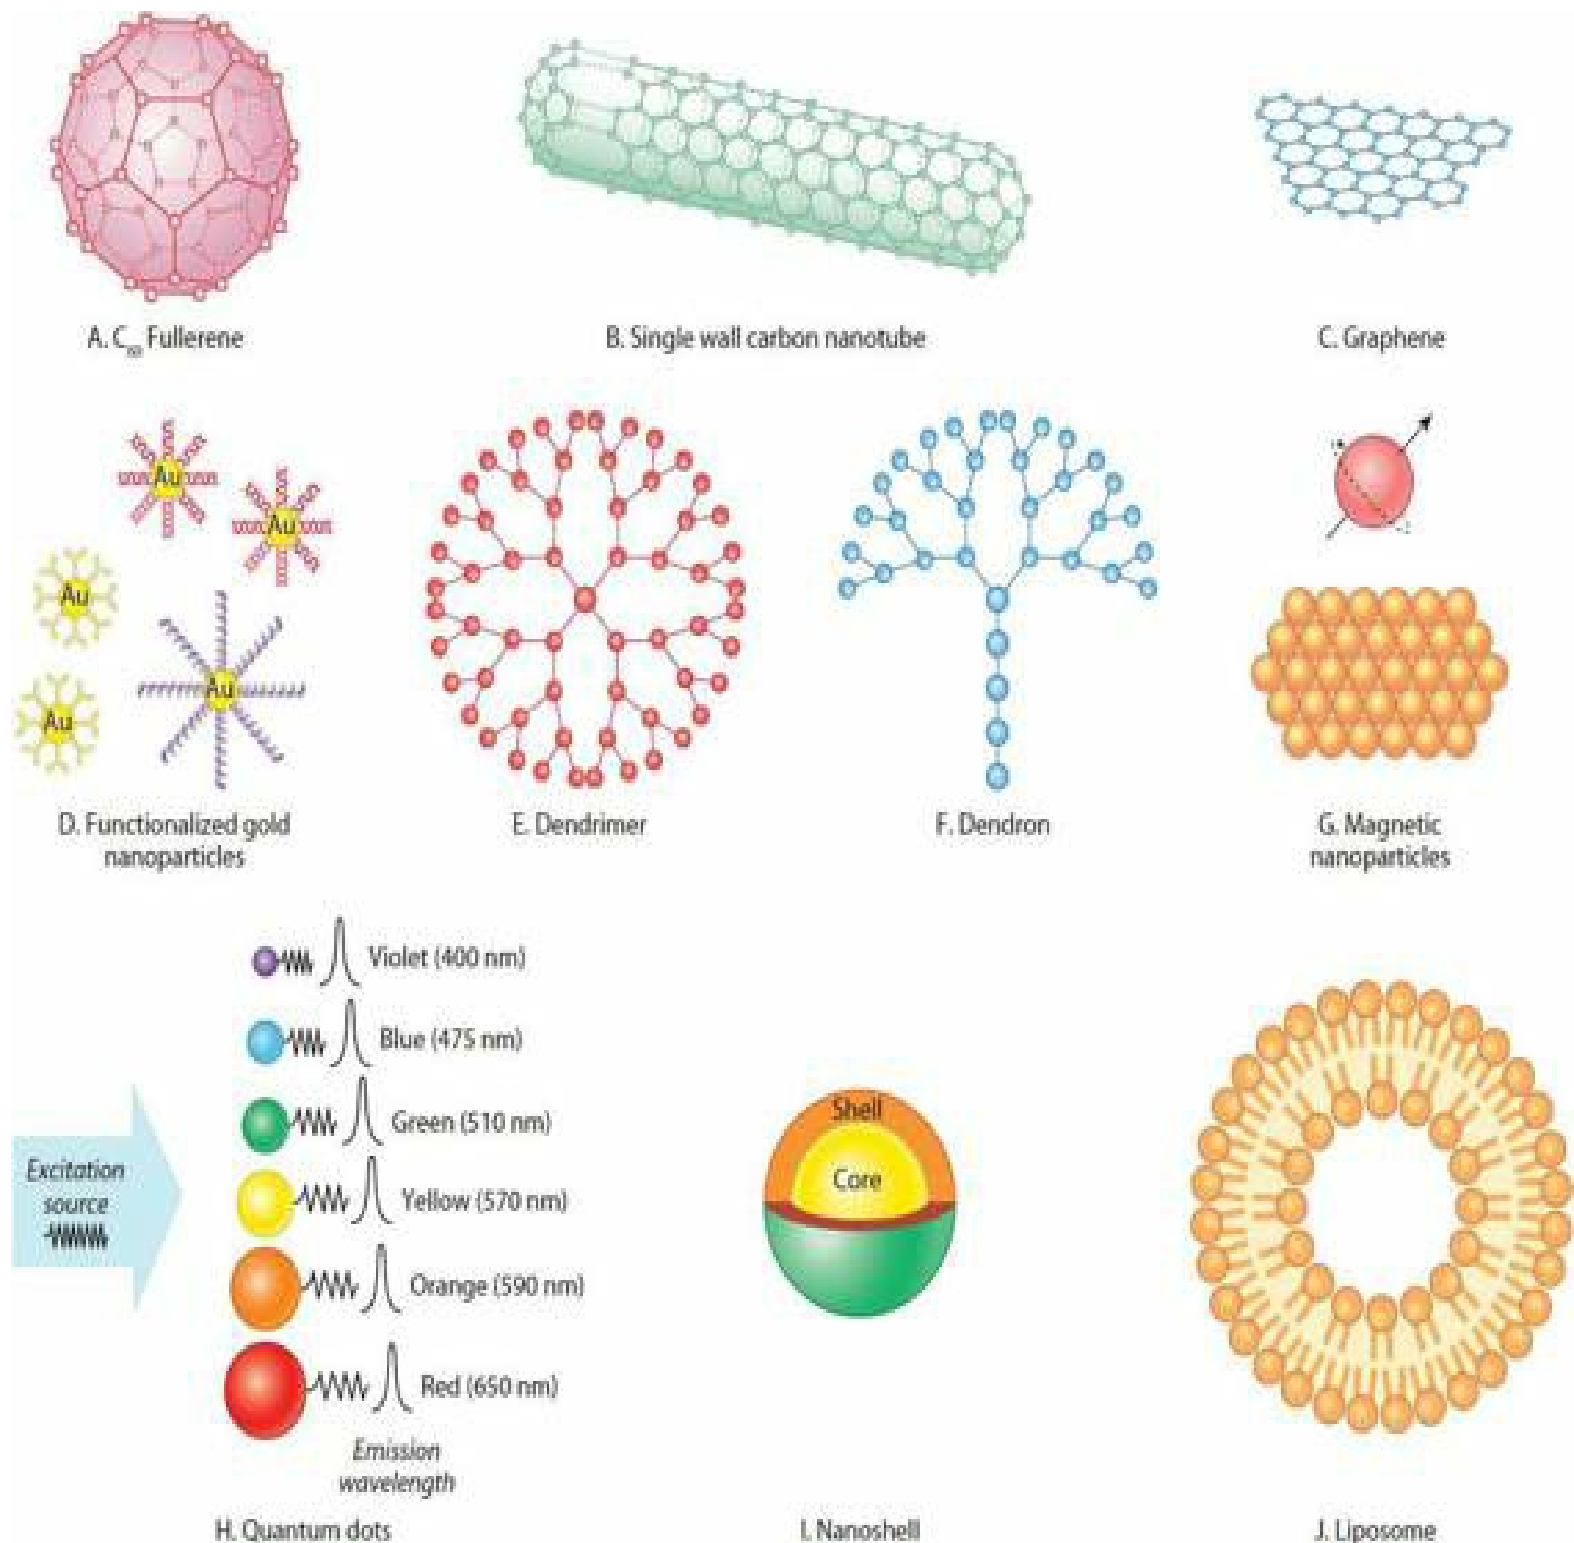 A. C₆₀ Fullerene
B. Single wall carbon nanotube
C. Graphene
Au
Au
Au
Au
Au
D. Functionalized gold
nanoparticles
E. Dendrimer
F. Dendron
G. Magnetic
nanoparticles
Excitation
source
Violet (400 nm)
Blue (475 nm)
Green (510 nm)
Yellow (570 nm)
Orange (590 nm)
Red (650 nm)
Emission
wavelength
H. Quantum dots
Shell
Core
I. Nanoshell
J. Liposome